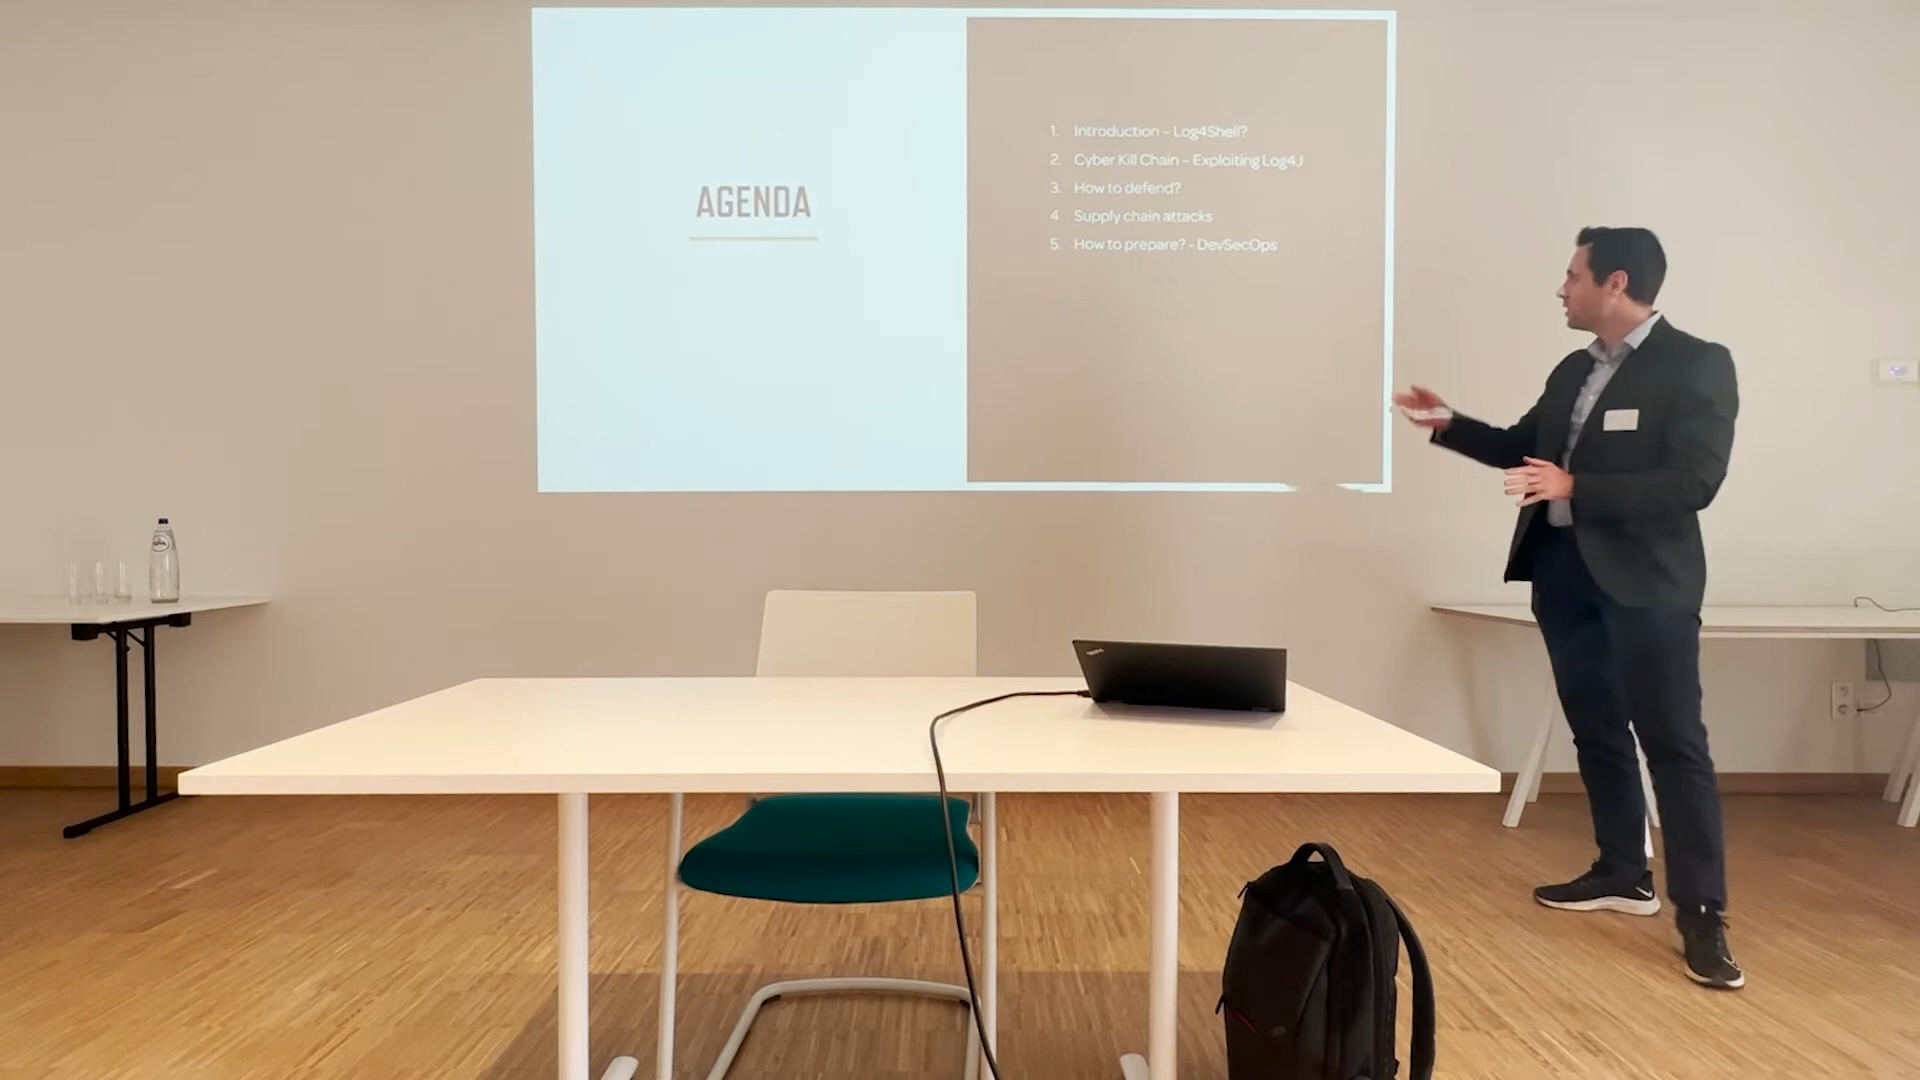 AGENDA
1. Introduction – Log4Shell?
2. Cyber Kill Chain – Exploiting Log4J
3. How to defend?
4. Supply chain attacks
5. How to prepare? - DevSecOps